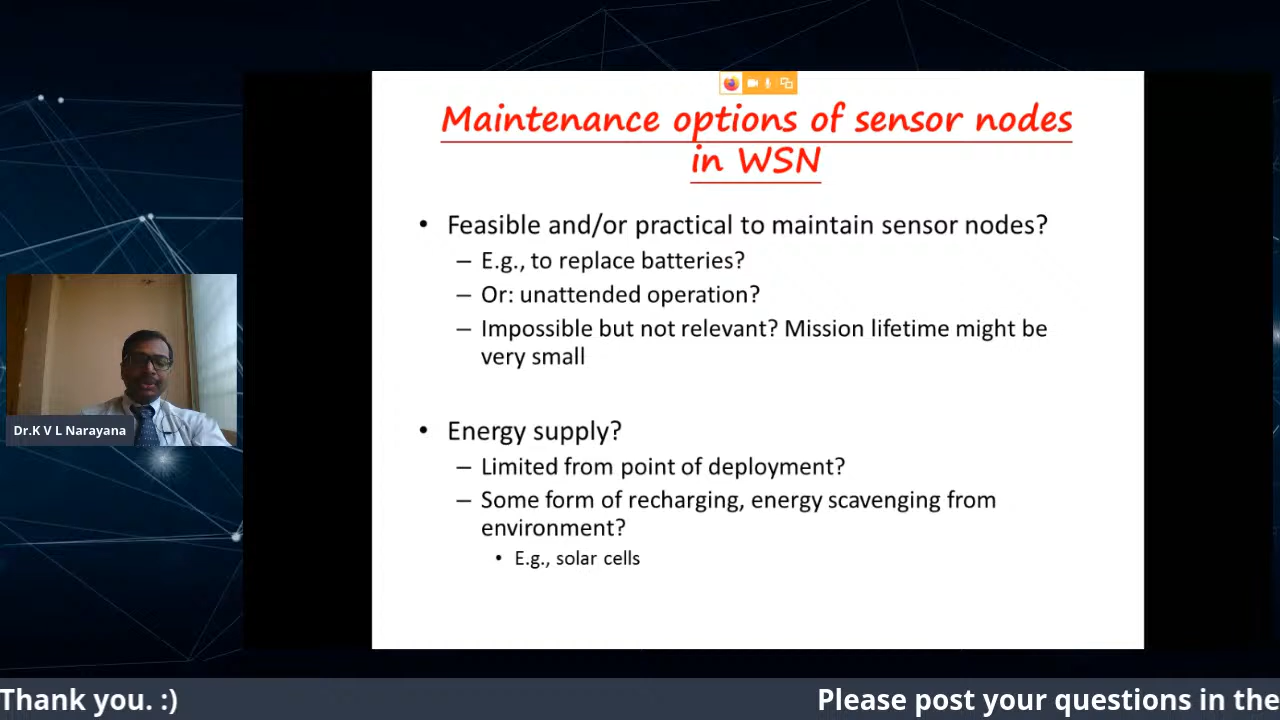 Maintenance options of sensor nodes
in WSN
• Feasible and/or practical to maintain sensor nodes?
– E.g., to replace batteries?
– Or: unattended operation?
– Impossible but not relevant? Mission lifetime might be
very small
• Energy supply?
– Limited from point of deployment?
– Some form of recharging, energy scavenging from
environment?
• E.g., solar cells
Dr.K V L Narayana
Thank you. :) Please post your questions in the